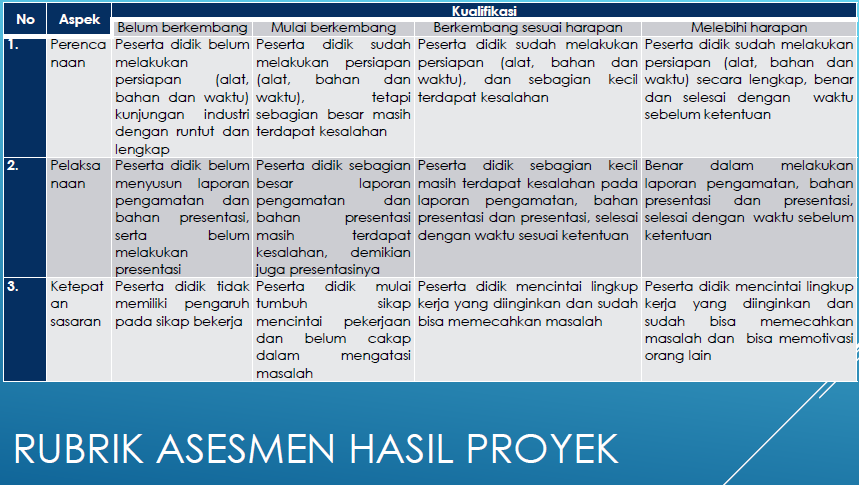 No
Aspek
Kualifikasi
Belum berkembang
Mulai berkembang
Berkembang sesuai harapan
Melebihi harapan
1.
Perenca
naan
Peserta didik belum
melakukan
persiapan (alat,
bahan dan waktu)
kunjungan industri
dengan runtut dan
lengkap
Peserta didik sudah
melakukan persiapan
(alat, bahan dan
waktu), tetapi
sebagian besar masih
terdapat kesalahan
Peserta didik sudah melakukan
persiapan (alat, bahan dan
waktu), dan sebagian kecil
terdapat kesalahan
Peserta didik sudah melakukan
persiapan (alat, bahan dan
waktu) secara lengkap, benar
dan selesai dengan waktu
sebelum ketentuan
2.
Pelaksa
naan
Peserta didik belum
menyusun laporan
pengamatan dan
bahan presentasi,
serta belum
melakukan
presentasi
Peserta didik sebagian
besar laporan
pengamatan dan
bahan presentasi
masih terdapat
kesalahan, demikian
juga presentasinya
Peserta didik sebagian kecil
masih terdapat kesalahan pada
laporan pengamatan, bahan
presentasi dan presentasi, selesai
dengan waktu sesuai ketentuan
Benar dalam melakukan
laporan pengamatan, bahan
presentasi dan presentasi,
selesai dengan waktu sebelum
ketentuan
3.
Ketepat
an
sasaran
Peserta didik tidak
memiliki pengaruh
pada sikap bekerja
Peserta didik mulai
tumbuh sikap
mencintai pekerjaan
dan belum cakap
dalam mengatasi
masalah
Peserta didik mencintai lingkup
kerja yang diinginkan dan sudah
bisa memecahkan masalah
Peserta didik mencintai lingkup
kerja yang diinginkan dan
sudah bisa memecahkan
masalah dan bisa memotivasi
orang lain
RUBRIK ASESMEN HASIL PROYEK